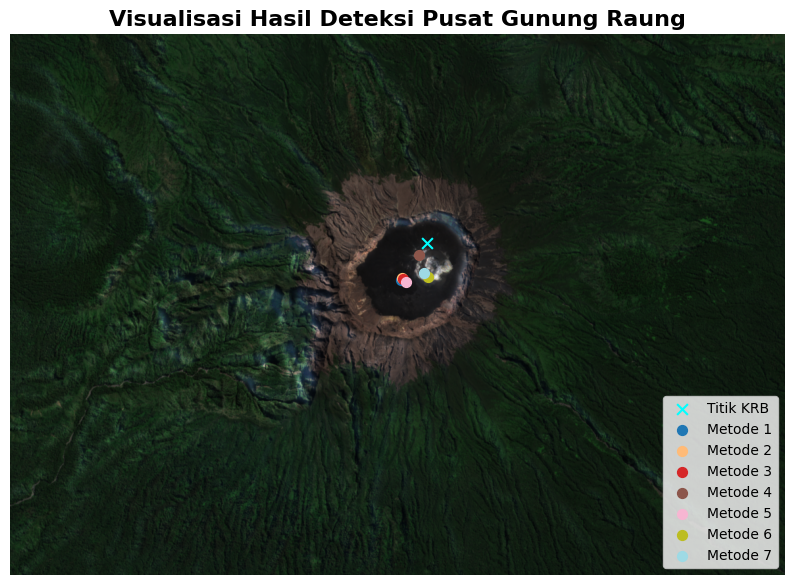 Visualisasi Hasil Deteksi Pusat Gunung Raung
Titik KRB
Metode 1
Metode 2
Metode 3
Metode 4
Metode 5
Metode 6
Metode 7